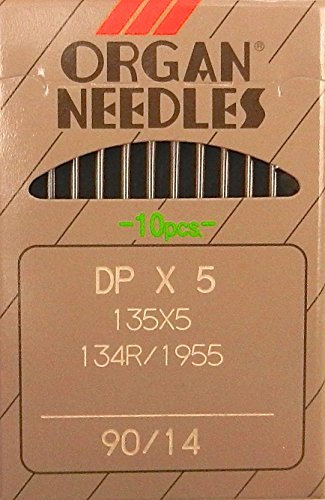 ORGAN®
NEEDLES
-10pcs.-
DP X 5
135X5
134R/1955
90/14